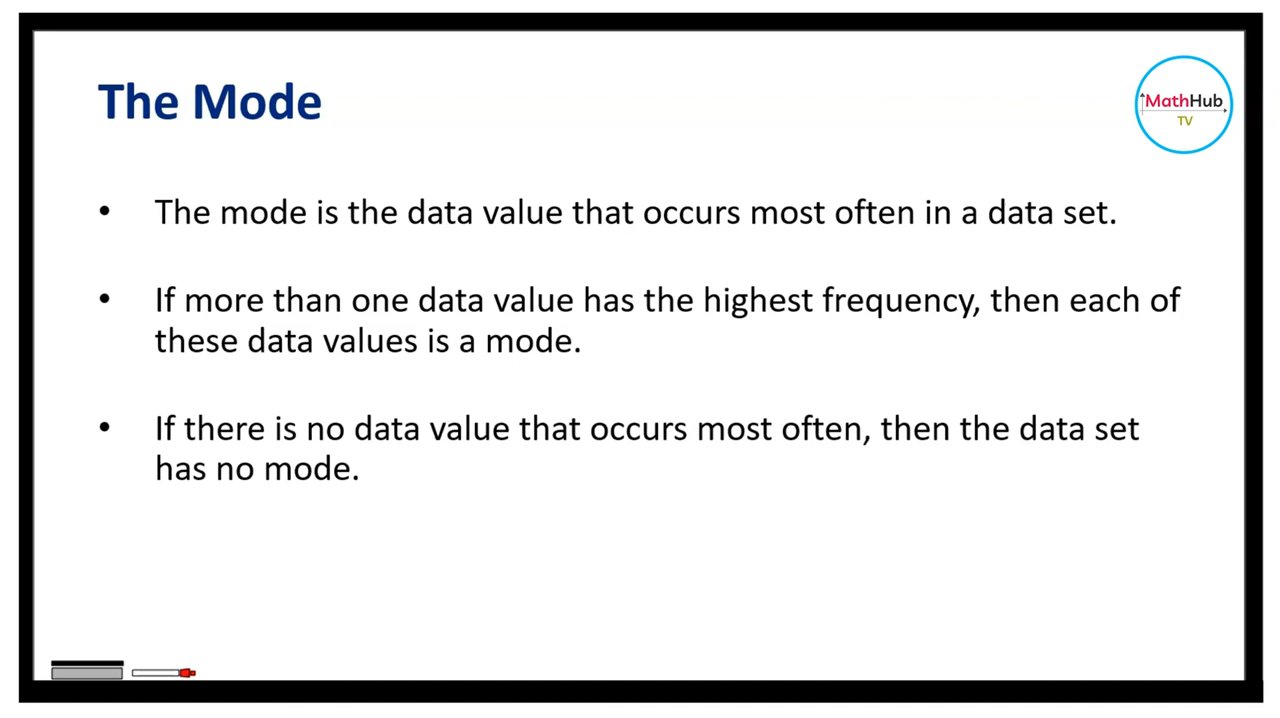 The Mode
MathHub
TV
• The mode is the data value that occurs most often in a data set.
• If more than one data value has the highest frequency, then each of
these data values is a mode.
• If there is no data value that occurs most often, then the data set
has no mode.